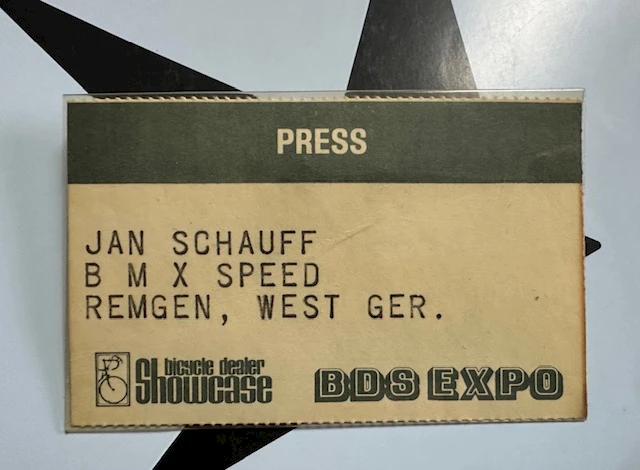 PRESS
JAN SCHAUFF
B M X SPEED
REMGEN, WEST GER.
bicycle dealer
Showcase
BDS EXPO